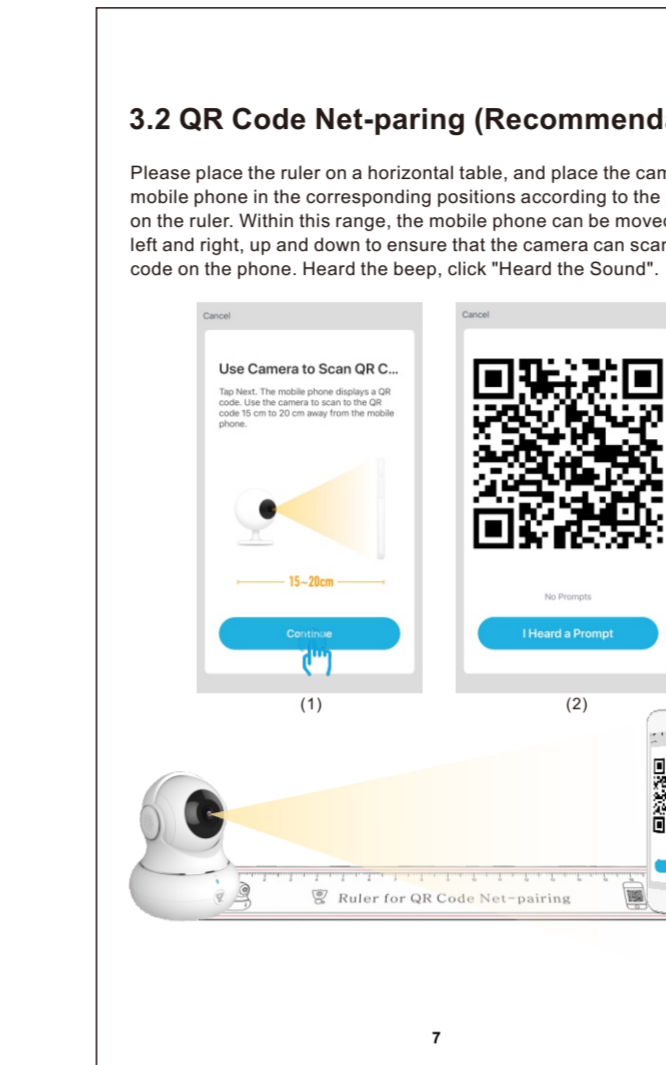 3.2 QR Code Net-paring (Recommenda
Please place the ruler on a horizontal table, and place the cam
mobile phone in the corresponding positions according to the
on the ruler. Within this range, the mobile phone can be moved
left and right, up and down to ensure that the camera can scan
code on the phone. Heard the beep, click "Heard the Sound".
Cancel
Use Camera to Scan QR C...
Tap Next. The mobile phone displays a QR
code. Use the camera to scan to the QR
code 15 cm to 20 cm away from the mobile
phone.
15~20cm
Continue
(1)
Cancel
No Prompts
I Heard a Prompt
(2)
Ruler for QR Code Net-pairing
7